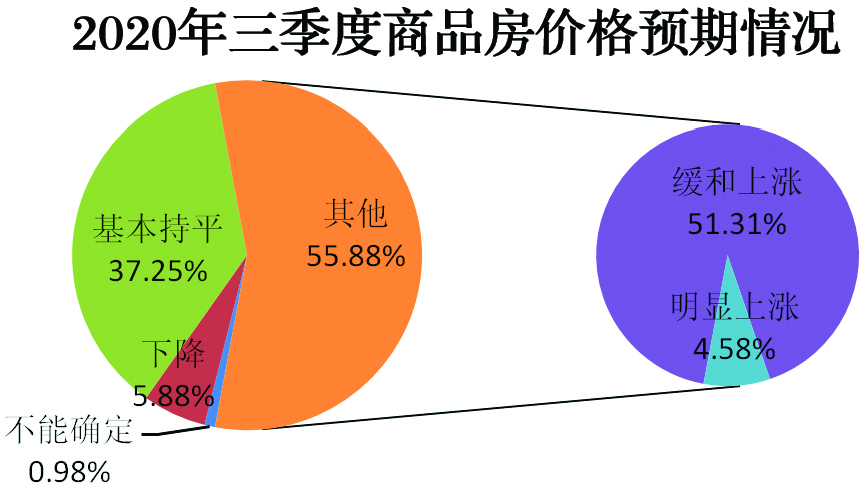 2020年三季度商品房价格预期情况
基本持平
37.25%
其他
55.88%
缓和上涨
51.31%
明显上涨
4.58%
下降
5.88%
不能确定
0.98%